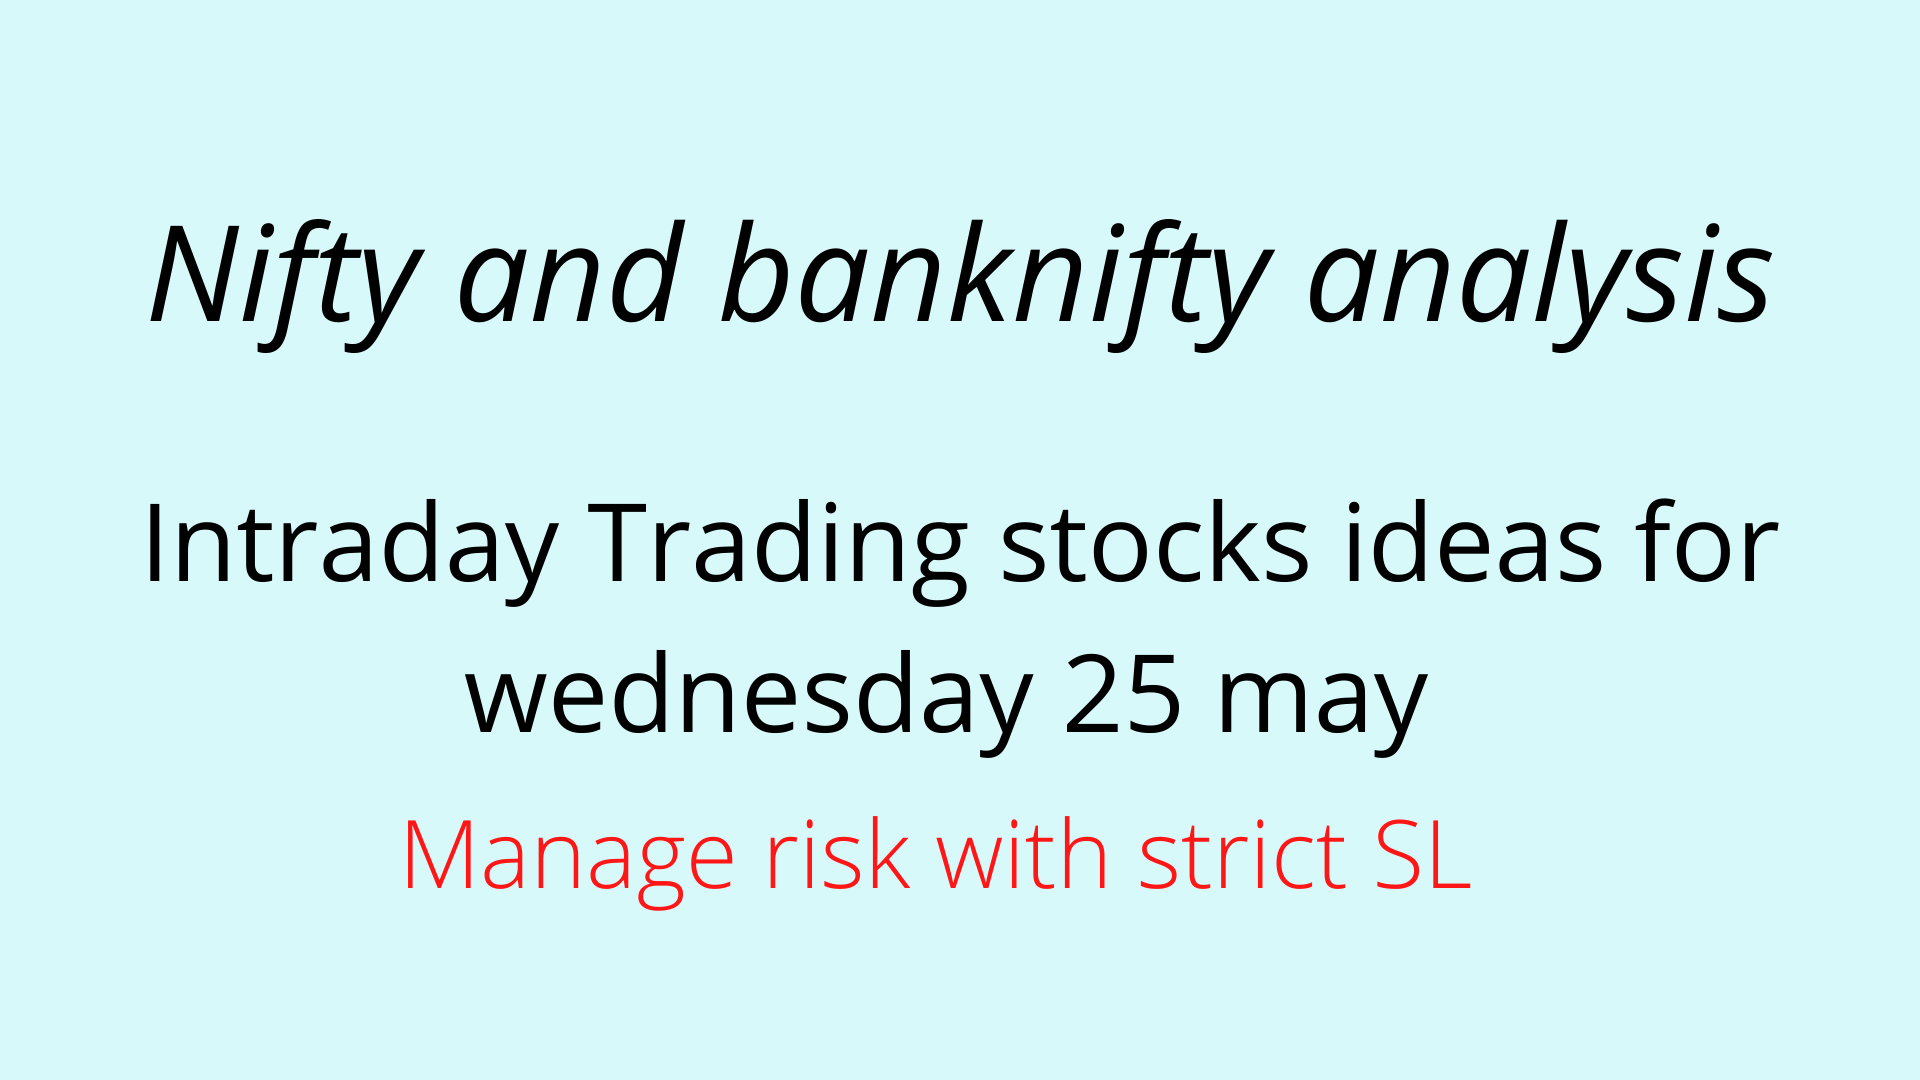 Nifty and banknifty analysis
Intraday Trading stocks ideas for
wednesday 25 may
Manage risk with strict SL